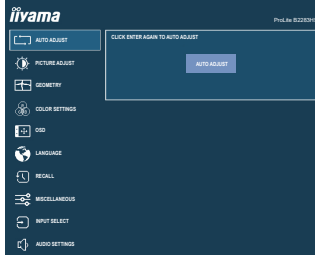 iiyama
ProLite B2283H
AUTO ADJUST
CLICK ENTER AGAIN TO AUTO ADJUST
AUTO ADJUST
PICTURE ADJUST
GEOMETRY
COLOR SETTINGS
OSD
LANGUAGE
RECALL
MISCELLANEOUS
INPUT SELECT
AUDIO SETTINGS